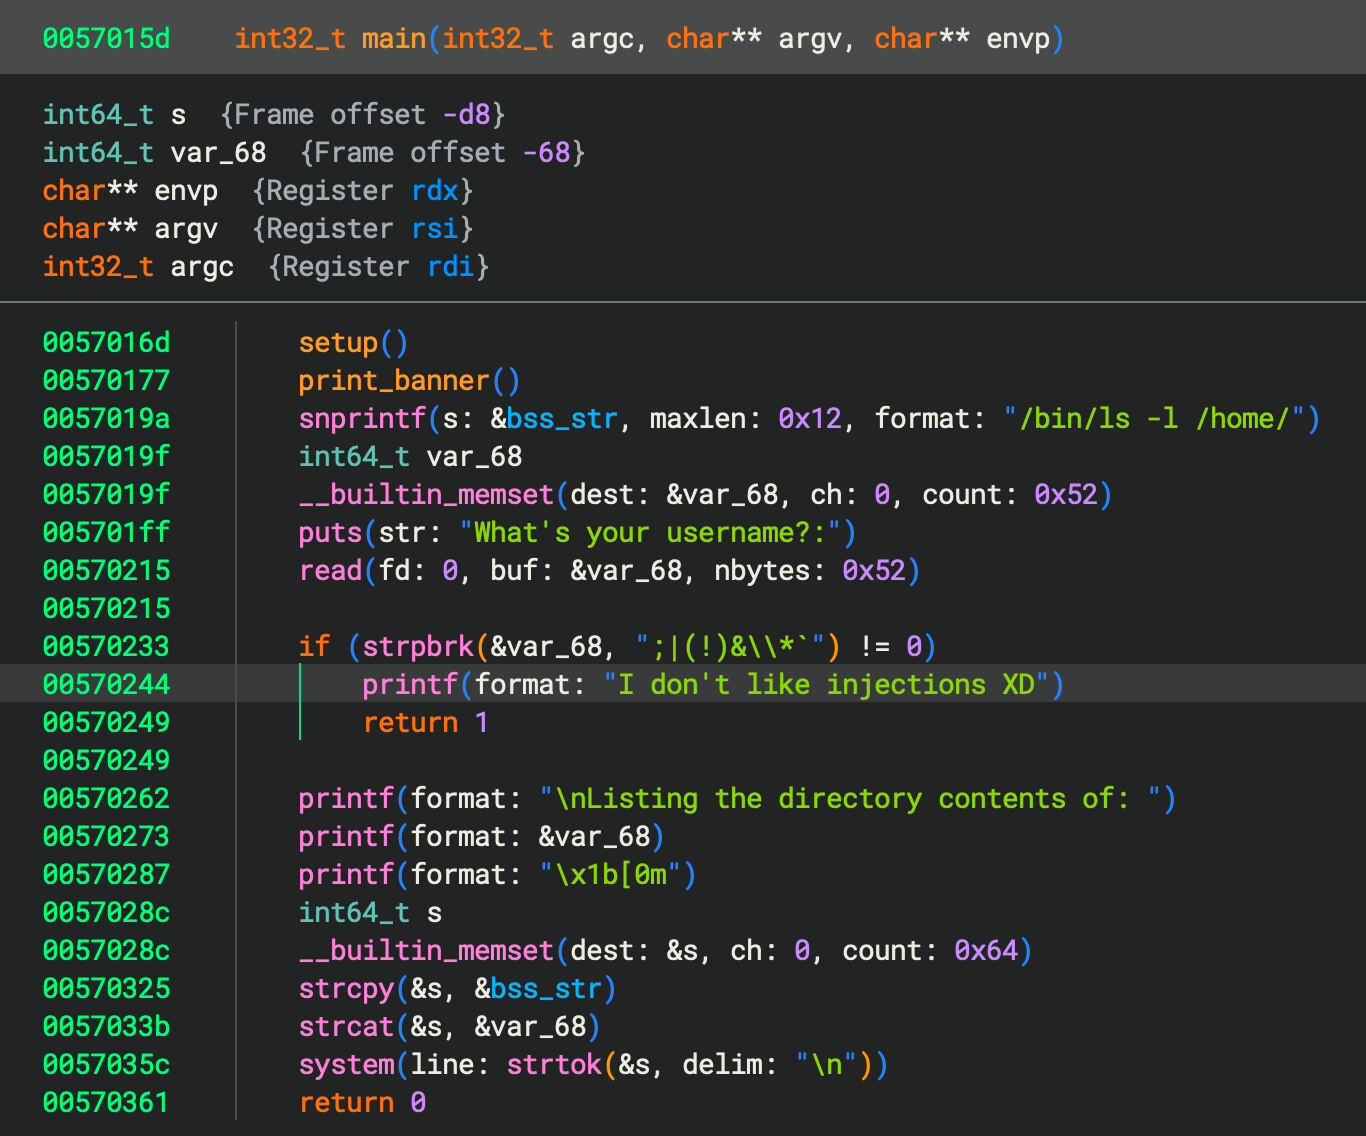 0057015d int32_t main(int32_t argc, char** argv, char** envp)
int64_t s {Frame offset -d8}
int64_t var_68 {Frame offset -68}
char** envp {Register rdx}
char** argv {Register rsi}
int32_t argc {Register rdi}
0057016d setup()
00570177 print_banner()
0057019a snprintf(s: &bss_str, maxlen: 0x12, format: "/bin/ls -l /home/")
0057019f int64_t var_68
0057019f __builtin_memset(dest: &var_68, ch: 0, count: 0x52)
005701ff puts(str: "What's your username?:")
00570215 read(fd: 0, buf: &var_68, nbytes: 0x52)
00570215
00570233 if (strpbrk(&var_68, ";|(!)&\\*`") != 0)
00570244 printf(format: "I don't like injections XD")
00570249 return 1
00570249
00570262 printf(format: "\nListing the directory contents of: ")
00570273 printf(format: &var_68)
00570287 printf(format: "\x1b[0m")
0057028c int64_t s
0057028c __builtin_memset(dest: &s, ch: 0, count: 0x64)
00570325 strcpy(&s, &bss_str)
0057033b strcat(&s, &var_68)
0057035c system(line: strtok(&s, delim: "\n"))
00570361 return 0